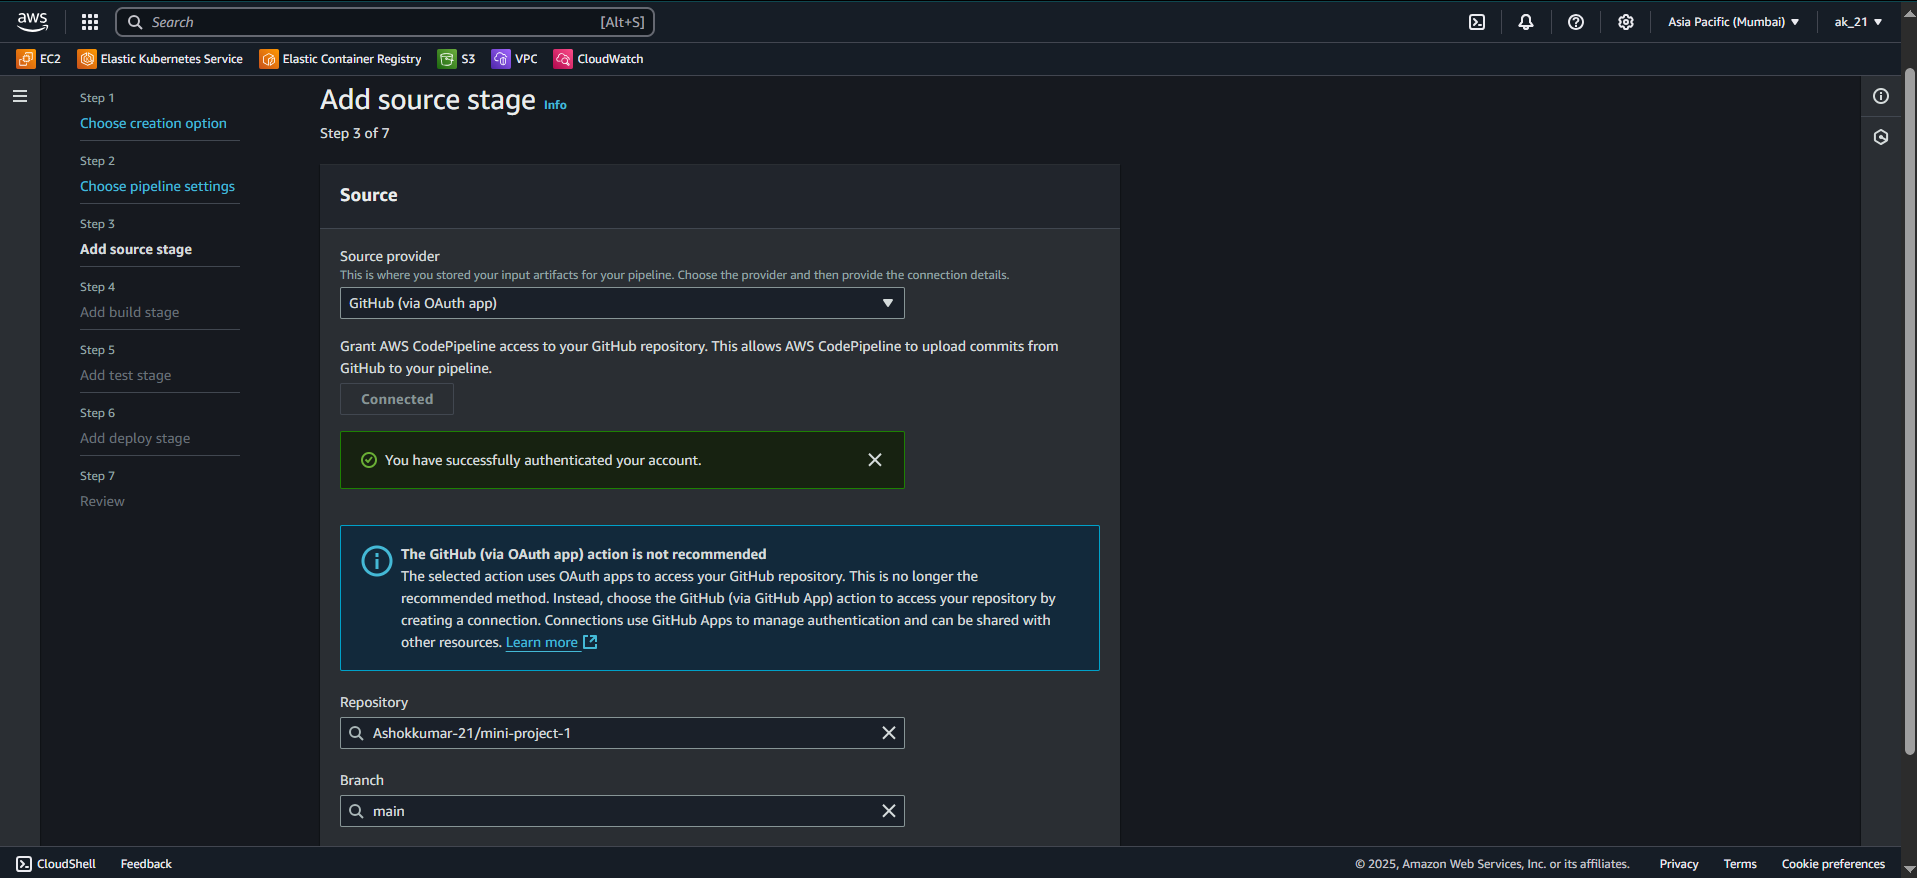 aws
Search
[Alt+S]
Asia Pacific (Mumbai)
ak_21
EC2
Elastic Kubernetes Service
Elastic Container Registry
S3
VPC
CloudWatch
Step 1
Choose creation option
Step 2
Choose pipeline settings
Step 3
Add source stage
Step 4
Add build stage
Step 5
Add test stage
Step 6
Add deploy stage
Step 7
Review
Add source stage Info
Step 3 of 7
Source
Source provider
This is where you stored your input artifacts for your pipeline. Choose the provider and then provide the connection details.
GitHub (via OAuth app)
Grant AWS CodePipeline access to your GitHub repository. This allows AWS CodePipeline to upload commits from
GitHub to your pipeline.
Connected
You have successfully authenticated your account.
The GitHub (via OAuth app) action is not recommended
The selected action uses OAuth apps to access your GitHub repository. This is no longer the
recommended method. Instead, choose the GitHub (via GitHub App) action to access your repository by
creating a connection. Connections use GitHub Apps to manage authentication and can be shared with
other resources. Learn more
Repository
Ashokkumar-21/mini-project-1
Branch
main
CloudShell
Feedback
© 2025, Amazon Web Services, Inc. or its affiliates.
Privacy
Terms
Cookie preferences